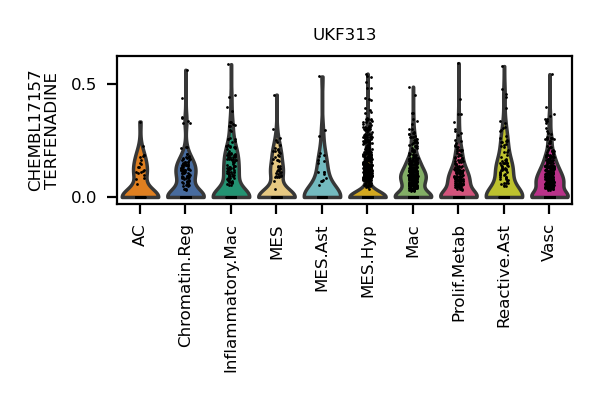 UKF313
CHEMBL17157
TERFENADINE
0.5
0.0
AC
Chromatin.Reg
Inflammatory.Mac
MES
MES.Ast
MES.Hyp
Mac
Prolif.Metab
Reactive.Ast
Vasc